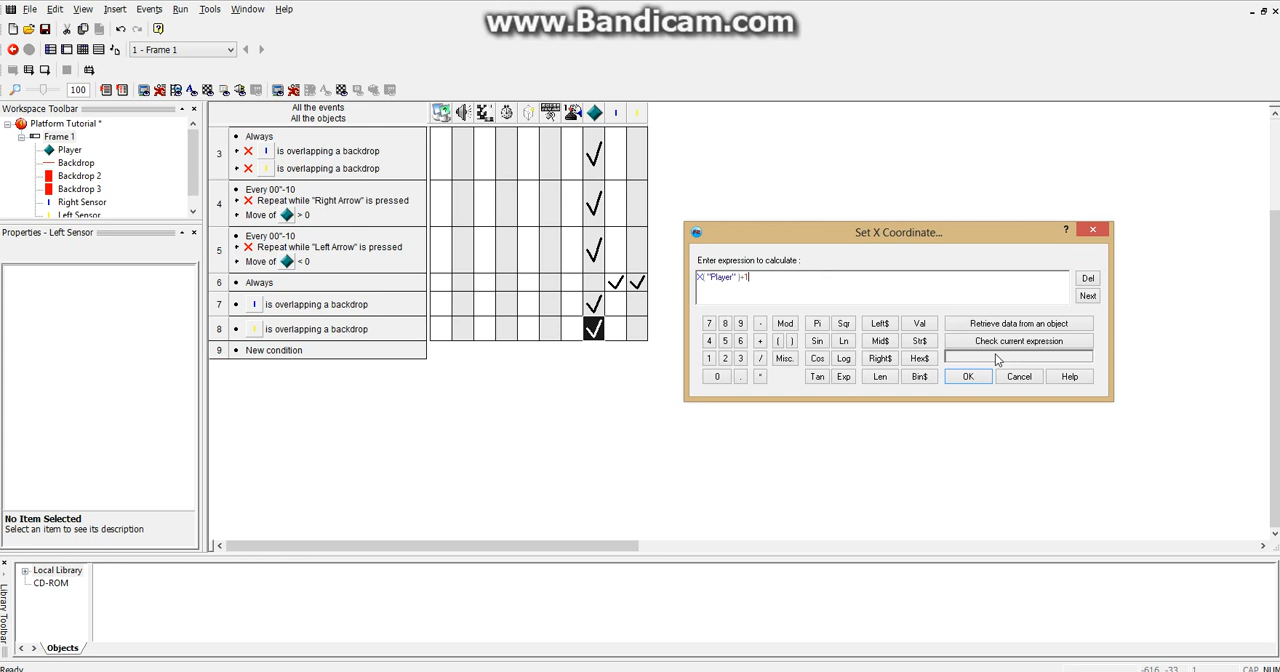 www.Bandicam.com
File Edit View Insert Events Run Tools Window Help
1 - Frame 1
100
Workspace Toolbar
Platform Tutorial *
Frame 1
Player
Backdrop
Backdrop 2
Backdrop 3
Right Sensor
Left Sensor
Properties - Left Sensor
No Item Selected
Select an item to see its description
All the events
All the objects
3
Always
X is overlapping a backdrop
X is overlapping a backdrop
4
Every 00"-10
X Repeat while "Right Arrow" is pressed
Move of > 0
5
Every 00"-10
X Repeat while "Left Arrow" is pressed
Move of < 0
6 Always
7 is overlapping a backdrop
8 is overlapping a backdrop
9 New condition
Set X Coordinate...
? X
Enter expression to calculate :
X( "Player" )+1
Del
Next
7 8 9 - Mod Pi Sqr Left$ Val Retrieve data from an object
4 5 6 + ( ) Sin Ln Mid$ Str$ Check current expression
1 2 3 / Misc. Cos Log Right$ Hex$
0 . * Tan Exp Len Bin$ OK Cancel Help
Library Toolbar
Local Library
CD-ROM
Objects
Ready
-616, -33 1 CAP NUM